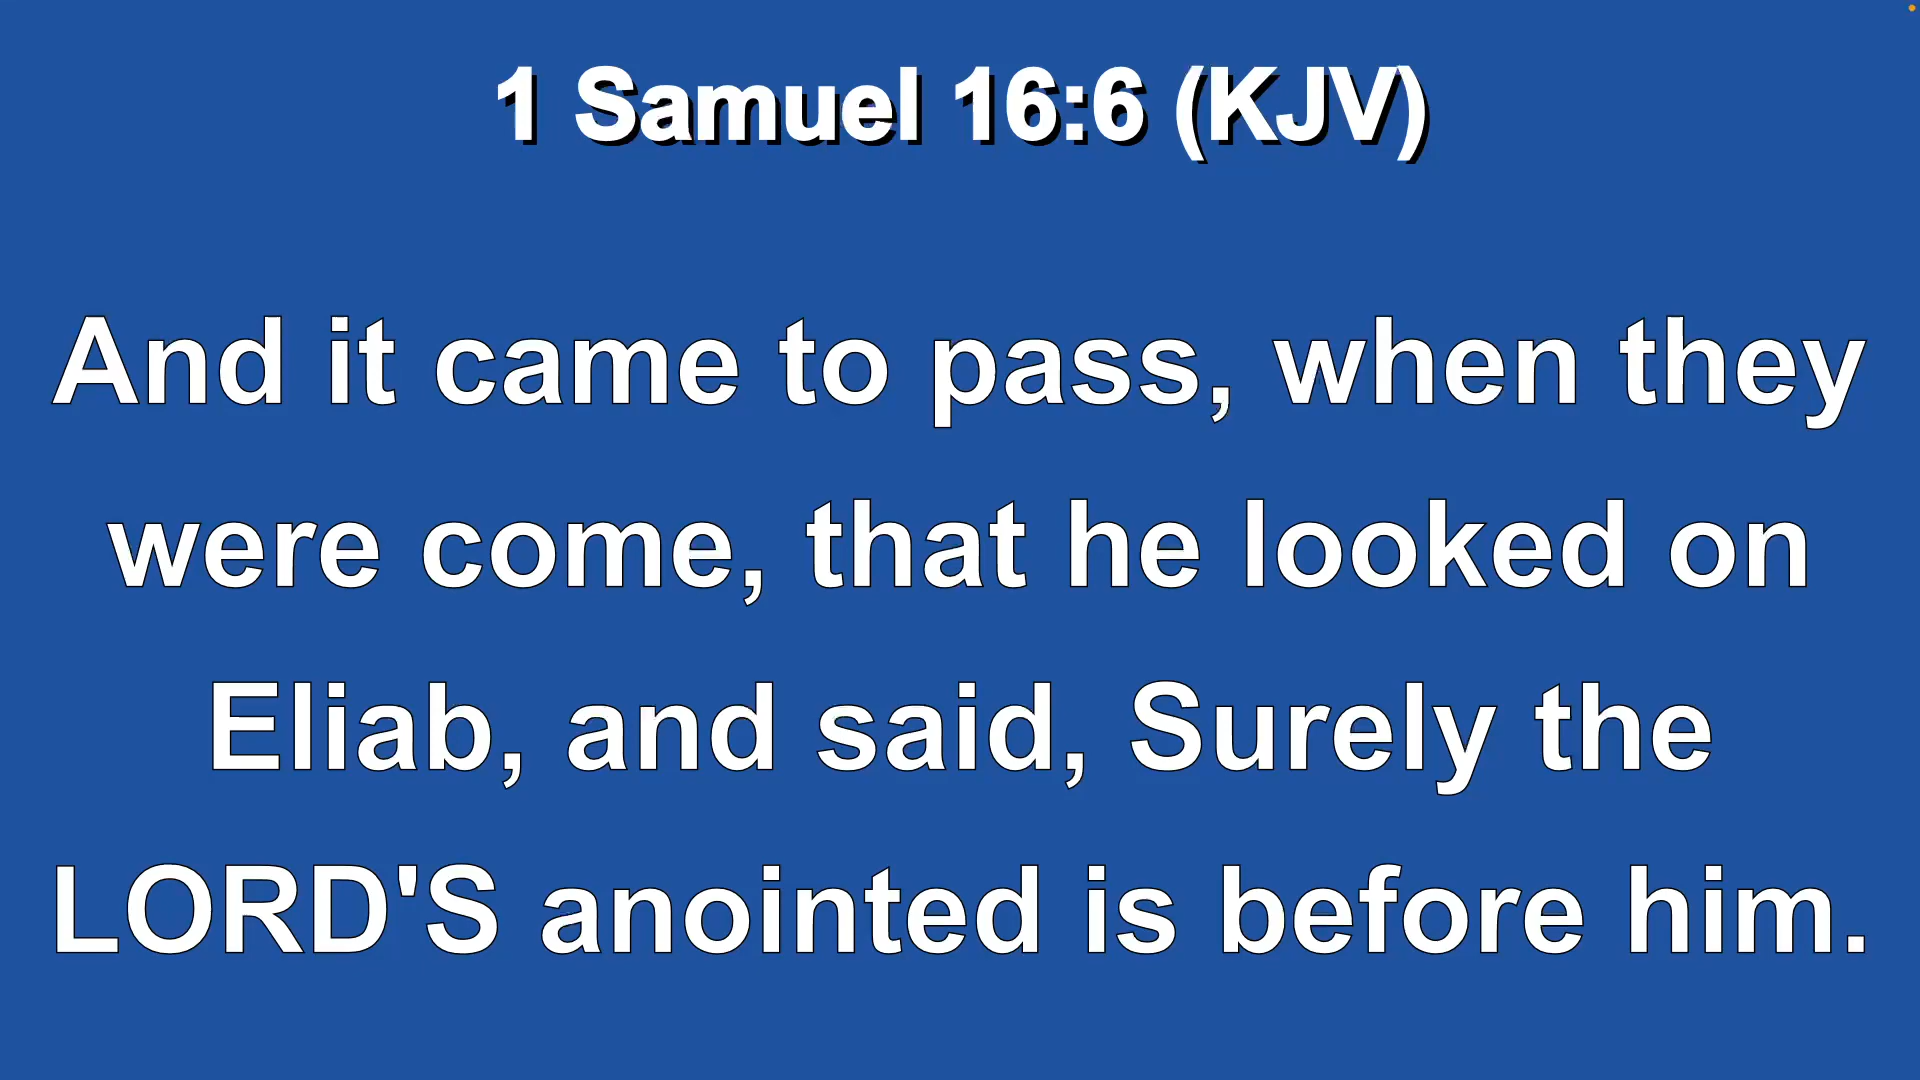 1 Samuel 16:6 (KJV)
And it came to pass, when they
were come, that he looked on
Eliab, and said, Surely the
LORD'S anointed is before him.